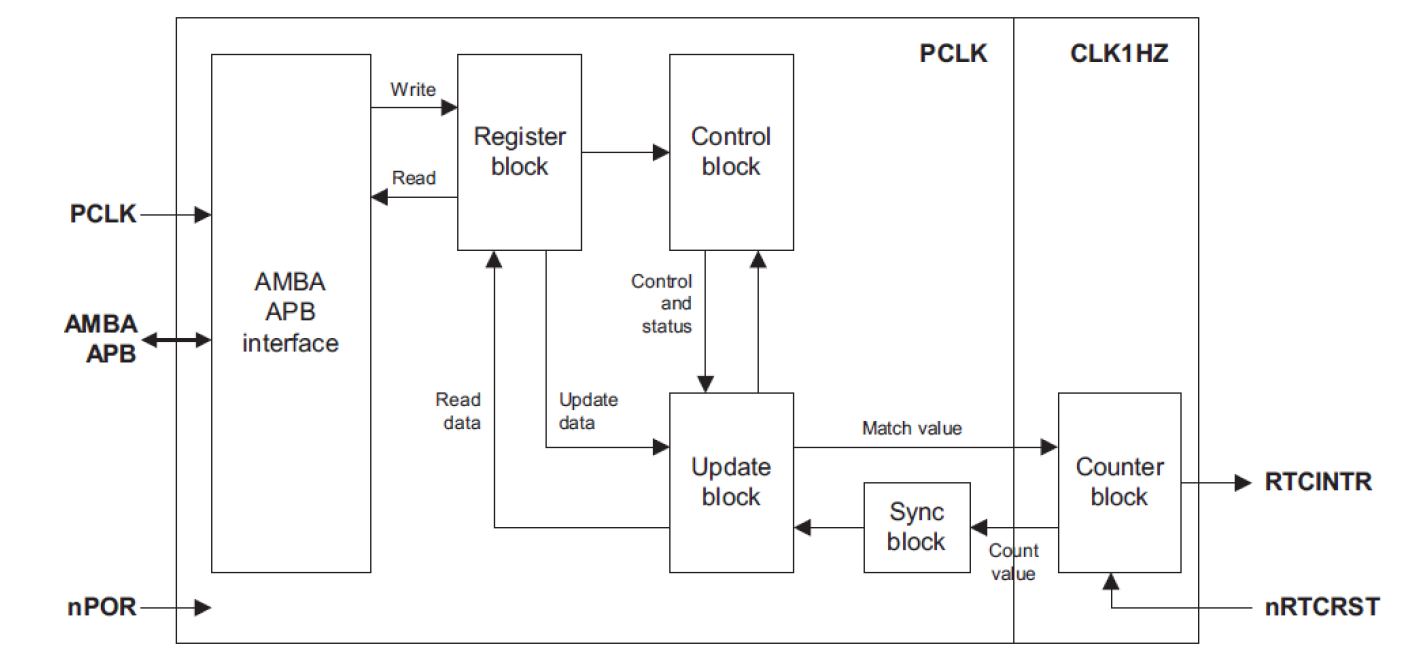 PCLK
CLK1HZ
Write
Register
block
Control
block
Read
PCLK
AMBA
APB
interface
Control
and
status
AMBA
APB
Read
data
Update
data
Match value
Update
block
Counter
block
RTCINTR
Sync
block
Count
value
nPOR
nRTCRST